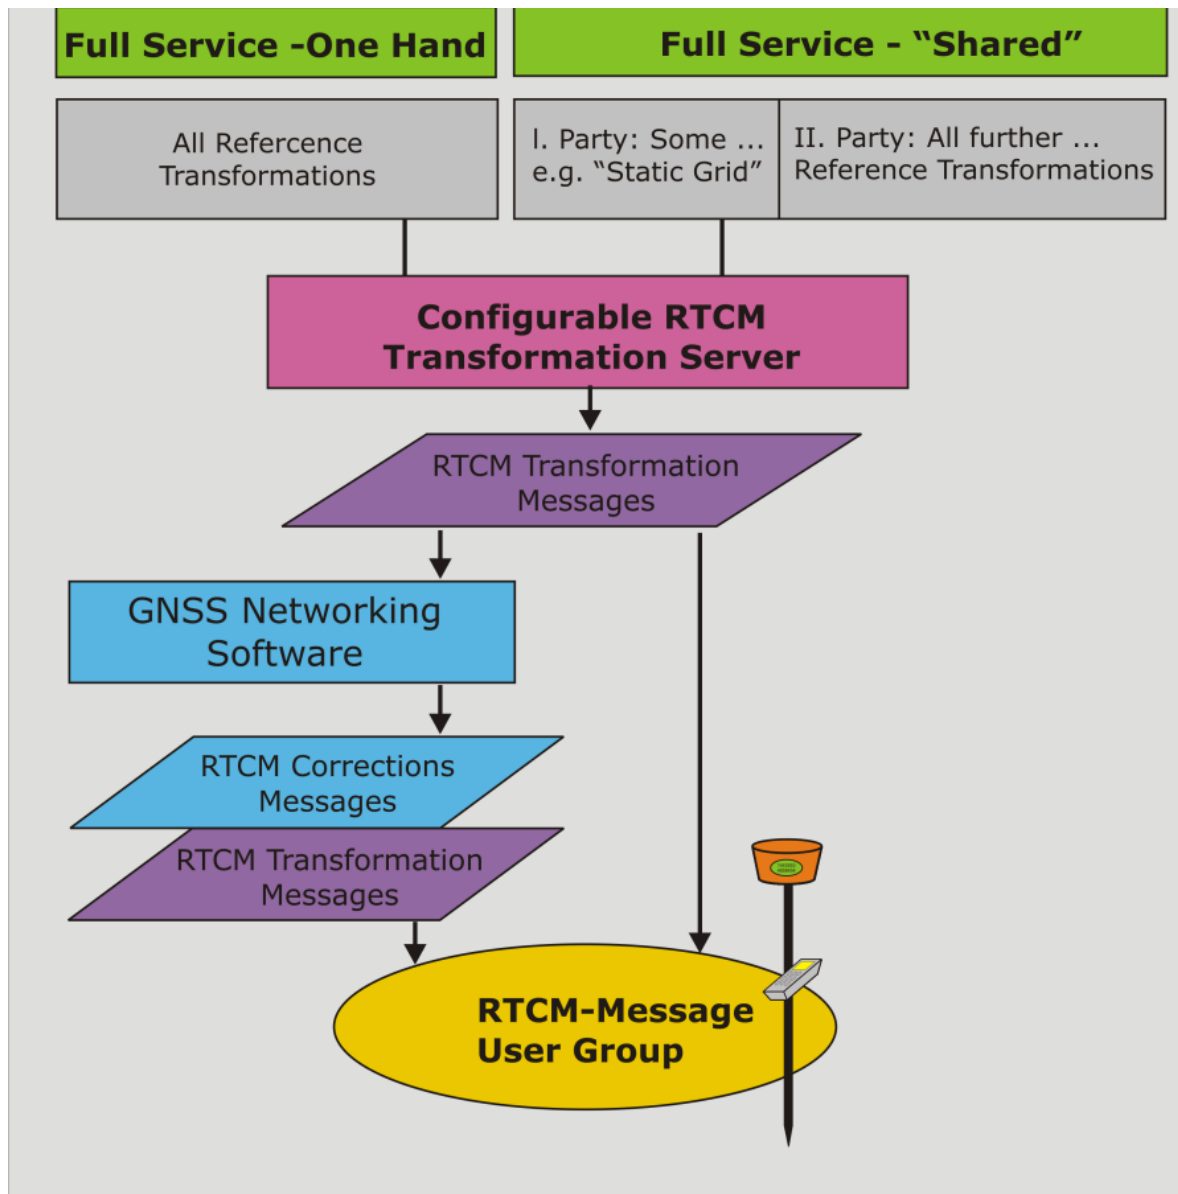 Full Service -One Hand
Full Service - “Shared”
All Refercence
Transformations
I. Party: Some ...
e.g. “Static Grid”
II. Party: All further ...
Reference Transformations
Configurable RTCM
Transformation Server
RTCM Transformation
Messages
GNSS Networking
Software
RTCM Corrections
Messages
RTCM Transformation
Messages
RTCM-Message
User Group